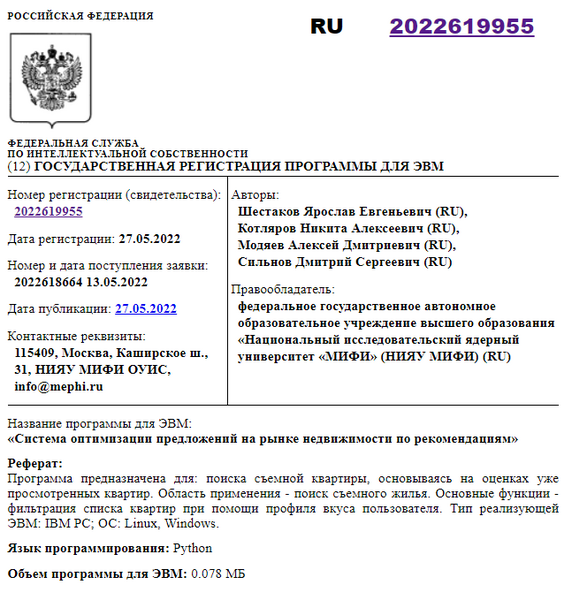 РОССИЙСКАЯ ФЕДЕРАЦИЯ
RU 2022619955
ФЕДЕРАЛЬНАЯ СЛУЖБА
ПО ИНТЕЛЛЕКТУАЛЬНОЙ СОБСТВЕННОСТИ
(12) ГОСУДАРСТВЕННАЯ РЕГИСТРАЦИЯ ПРОГРАММЫ ДЛЯ ЭВМ
Номер регистрации (свидетельства):
2022619955
Дата регистрации: 27.05.2022
Номер и дата поступления заявки:
2022618664 13.05.2022
Дата публикации: 27.05.2022
Контактные реквизиты:
115409, Москва, Каширское ш.,
31, НИЯУ МИФИ ОУИС,
info@mephi.ru
Авторы:
Шестаков Ярослав Евгеньевич (RU),
Котляров Никита Алексеевич (RU),
Модяев Алексей Дмитриевич (RU),
Сильнов Дмитрий Сергеевич (RU)
Правообладатель:
федеральное государственное автономное
образовательное учреждение высшего образования
«Национальный исследовательский ядерный
университет «МИФИ» (НИЯУ МИФИ) (RU)
Название программы для ЭВМ:
«Система оптимизации предложений на рынке недвижимости по рекомендациям»
Реферат:
Программа предназначена для: поиска съемной квартиры, основываясь на оценках уже
просмотренных квартир. Область применения - поиск съемного жилья. Основные функции -
фильтрация списка квартир при помощи профиля вкуса пользователя. Тип реализующей
ЭВМ: IBM PC; ОС: Linux, Windows.
Язык программирования: Python
Объем программы для ЭВМ: 0.078 МБ